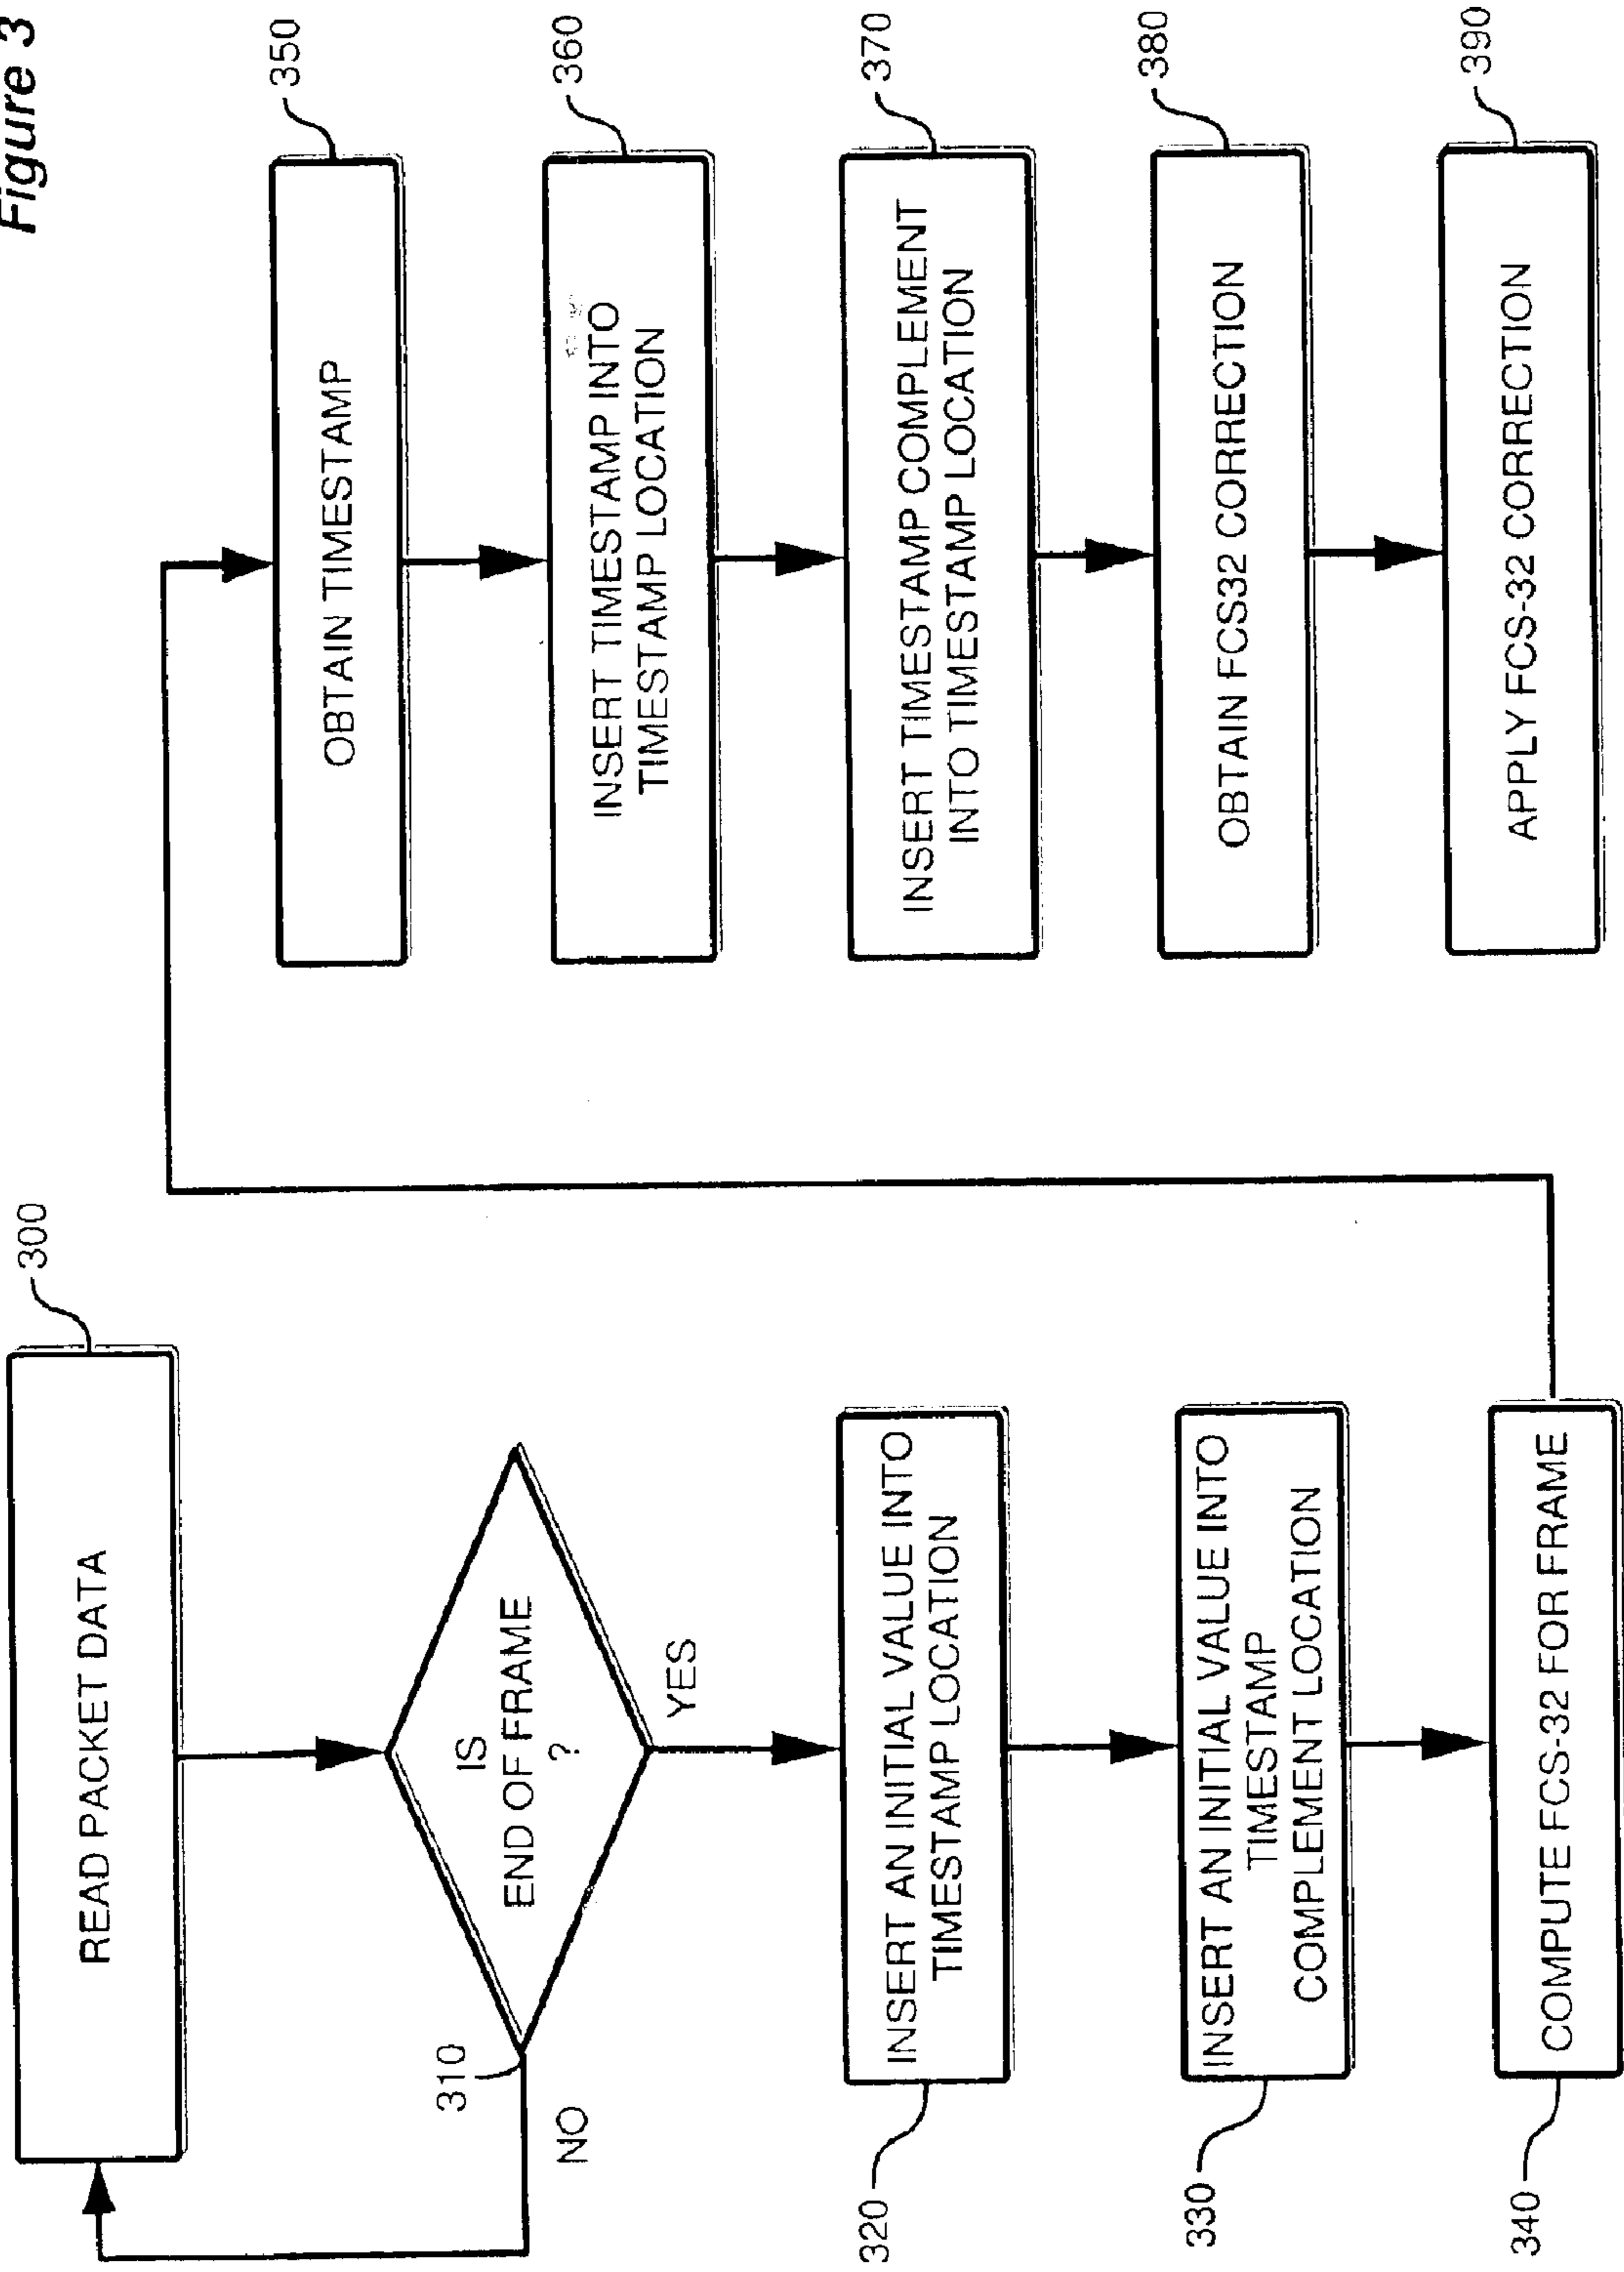 Figure 3
300
READ PACKET DATA
310
IS
END OF FRAME
?
NO
YES
320
INSERT AN INITIAL VALUE INTO
TIMESTAMP LOCATION
330
INSERT AN INITIAL VALUE INTO
TIMESTAMP
COMPLEMENT LOCATION
340
COMPUTE FCS-32 FOR FRAME
350
OBTAIN TIMESTAMP
360
INSERT TIMESTAMP INTO
TIMESTAMP LOCATION
370
INSERT TIMESTAMP COMPLEMENT
INTO TIMESTAMP LOCATION
380
OBTAIN FCS32 CORRECTION
390
APPLY FCS-32 CORRECTION